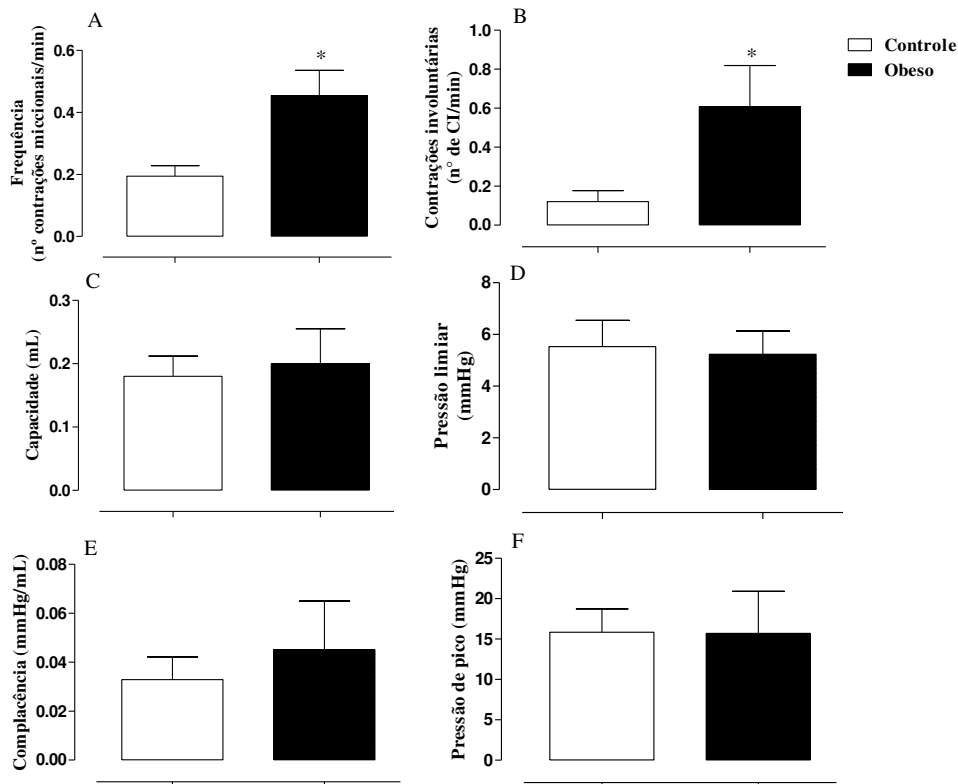 A
Frequência
(nº contrações miccionais/min)
0.6
0.4
0.2
0.0
*
B
Contrações involuntárias
(n° de CI/min)
1.0
0.8
0.6
0.4
0.2
0.0
*
Controle
Obeso
C
Capacidade (mL)
0.3
0.2
0.1
0.0
D
Pressão limiar
(mmHg)
8
6
4
2
0
E
Complacência (mmHg/mL)
0.08
0.06
0.04
0.02
0.00
F
Pressão de pico (mmHg)
25
20
15
10
5
0